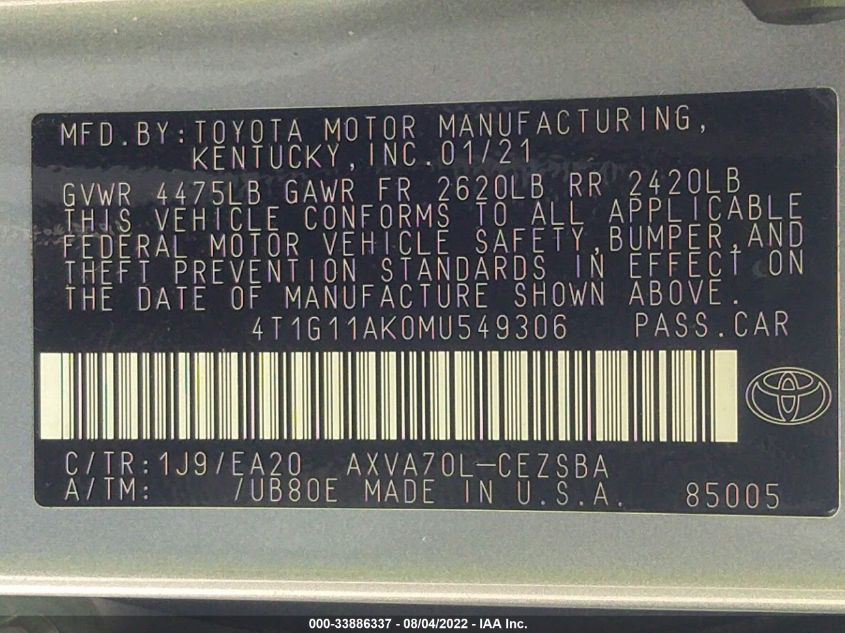 MFD.BY:TOYOTA MOTOR MANUFACTURING,
KENTUCKY,INC.01/21
GVWR 4475LB GAWR FR 2620LB RR 2420LB
THIS VEHICLE CONFORMS TO ALL APPLICABLE
FEDERAL MOTOR VEHICLE SAFETY,BUMPER,AND
THEFT PREVENTION STANDARDS IN EFFECT ON
THE DATE OF MANUFACTURE SHOWN ABOVE.
4T1G11AK0MU549306 PASS.CAR
C/TR:1J9/EA20 AXVA70L-CEZSBA
A/TM: /UB80E MADE IN U.S.A. 85005
000-33886337 - 08/04/2022 - IAA Inc.